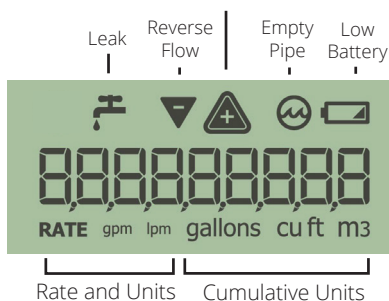 Leak
Reverse Flow
Empty Pipe
Low Battery
8,8,8,8,8,8,8,8,8
RATE gpm lpm gallons cu ft m3
Rate and Units
Cumulative Units